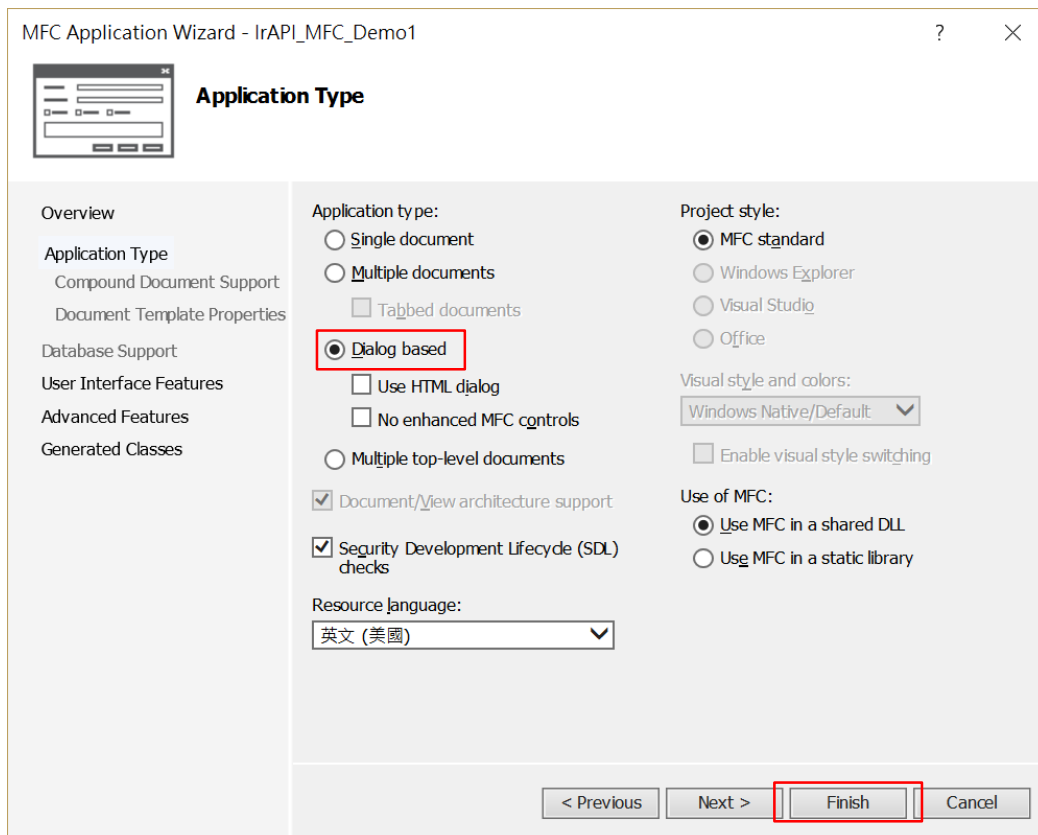 MFC Application Wizard - IrAPI_MFC_Demo1
?
Application Type
Overview
Application Type
Compound Document Support
Document Template Properties
Database Support
User Interface Features
Advanced Features
Generated Classes
Application type:
Single document
Multiple documents
Tabbed documents
Dialog based
Use HTML dialog
No enhanced MFC controls
Multiple top-level documents
Document/View architecture support
Security Development Lifecycle (SDL)
checks
Resource language:
英文 (美國)
Project style:
MFC standard
Windows Explorer
Visual Studio
Office
Visual style and colors:
Windows Native/Default
Enable visual style switching
Use of MFC:
Use MFC in a shared DLL
Use MFC in a static library
< Previous
Next >
Finish
Cancel